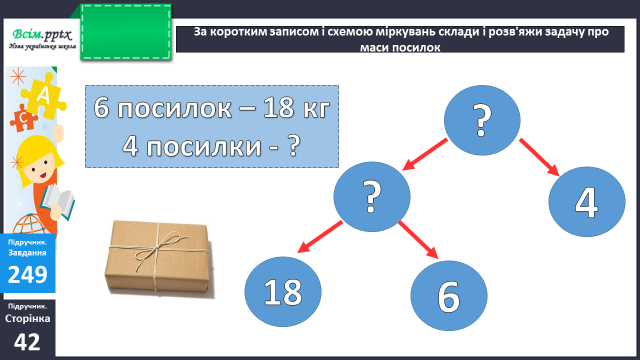 Всім.pptx
Нова українська школа
За коротким записом і схемою міркувань склади і розв'яжи задачу про
маси посилок
А
С
6 посилок – 18 кг
4 посилки - ?
?
?
4
18
6
Підручник.
Завдання
249
Підручник.
Сторінка
42